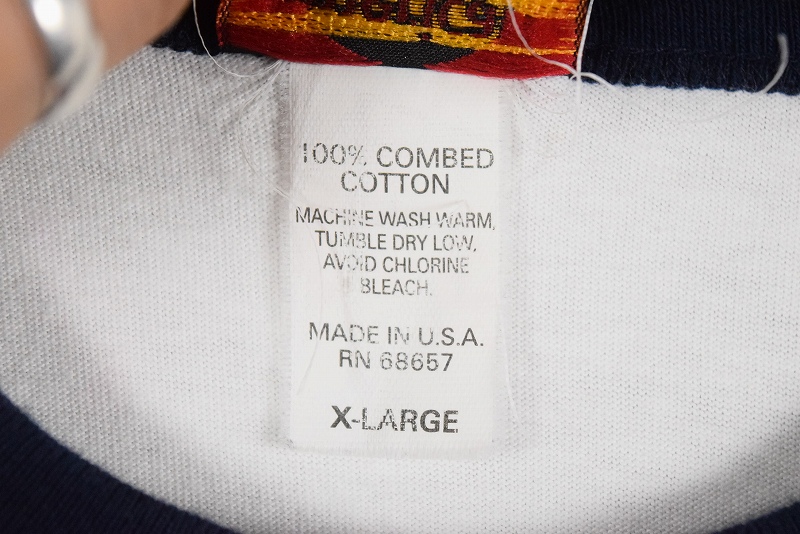 100% COMBED
COTTON
MACHINE WASH WARM,
TUMBLE DRY LOW,
AVOID CHLORINE
BLEACH.
MADE IN U.S.A.
RN 68657
X-LARGE